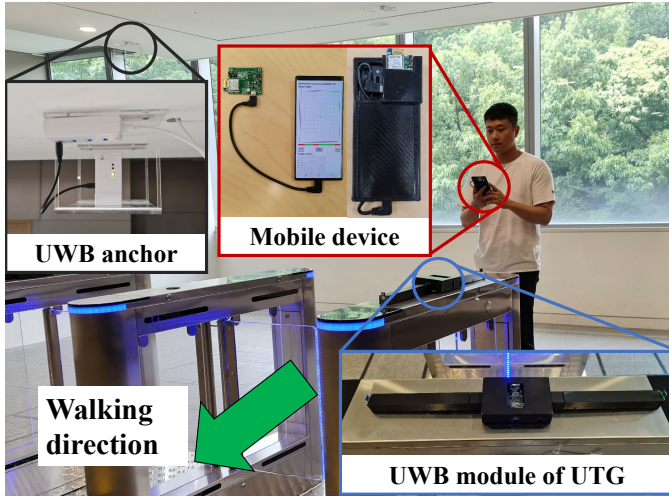 UWB anchor
Mobile device
Walking
direction
UWB module of UTG